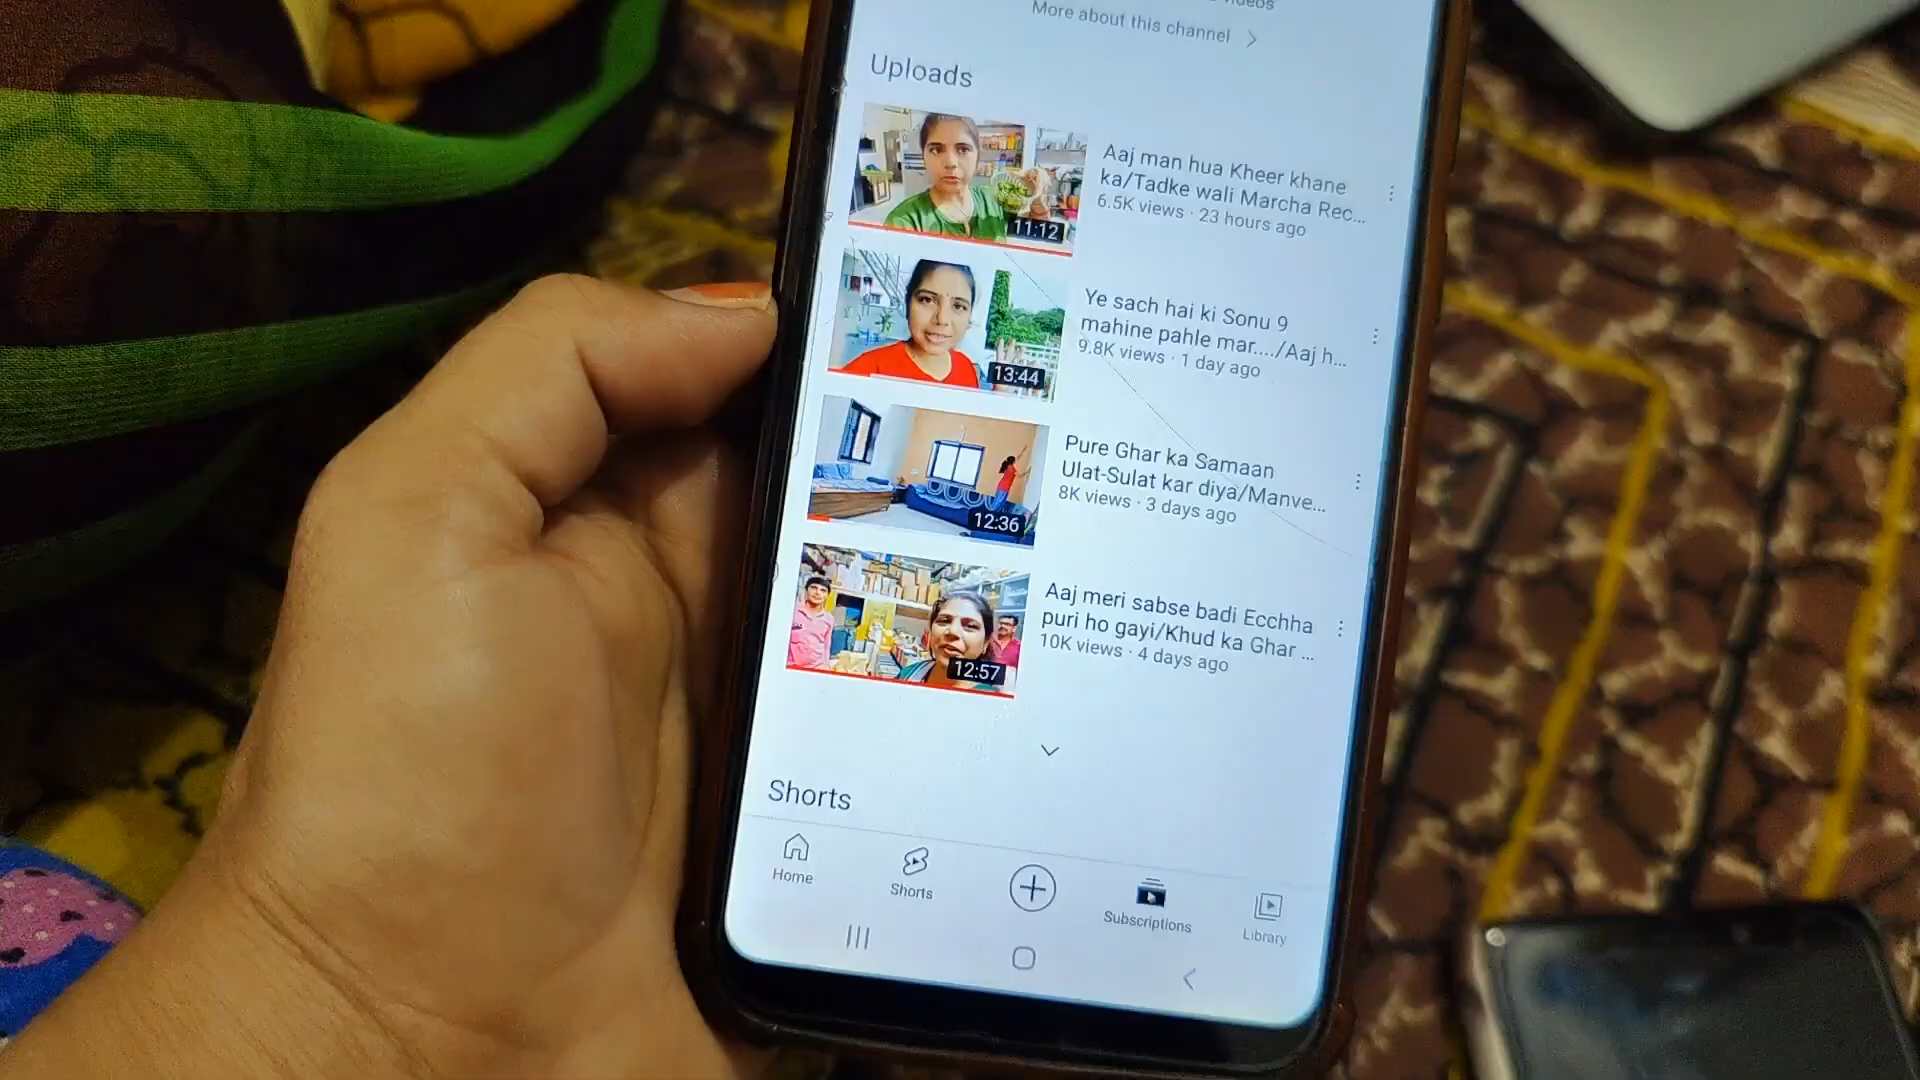 More about this channel
Uploads
11:12
Aaj man hua Kheer khane
ka/Tadke wali Marcha Rec...
6.5K views · 23 hours ago
13:44
Ye sach hai ki Sonu 9
mahine pahle mar..../Aaj h...
9.8K views · 1 day ago
12:36
Pure Ghar ka Samaan
Ulat-Sulat kar diya/Manve...
8K views · 3 days ago
12:57
Aaj meri sabse badi Ecchha
puri ho gayi/Khud ka Ghar ...
10K views · 4 days ago
Shorts
Home
Shorts
Subscriptions
Library